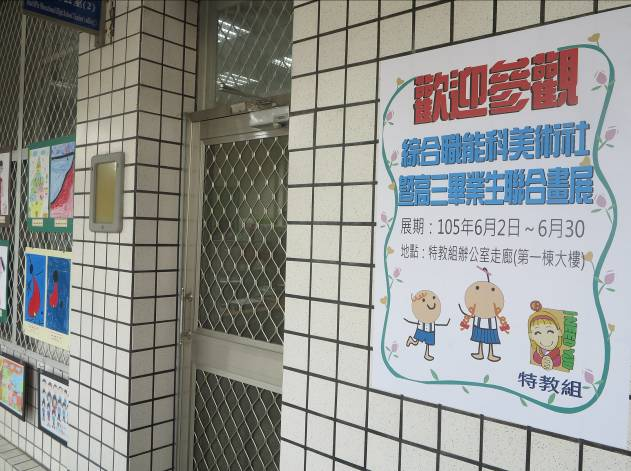 歡迎參觀
綜合職能科美術社
暨高三畢業生聯合畫展
展期：105年6月2日～6月30
地點：特教組辦公室走廊(第一棟大樓)
I NEED YOU
特教組